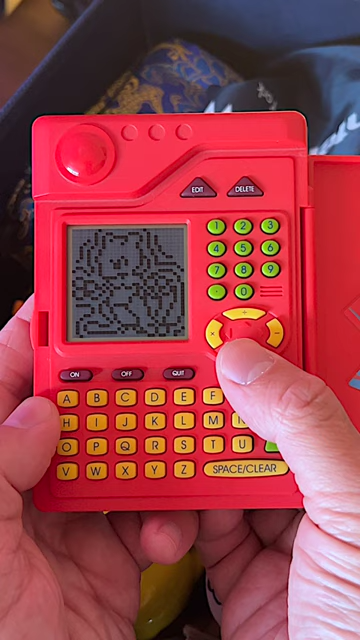 EDIT DELETE
1 2 3
4 5 6
7 8 9
0
+
× −
ON OFF QUIT
A B C D E F
H I J K L M
O P Q R S T U
V W X Y Z SPACE/CLEAR